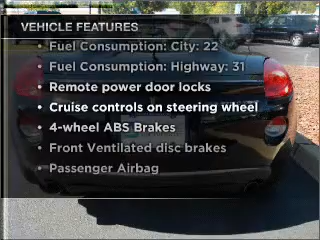 VEHICLE FEATURES
• Fuel Consumption: City: 22
• Fuel Consumption: Highway: 31
• Remote power door locks
• Cruise controls on steering wheel
• 4-wheel ABS Brakes
• Front Ventilated disc brakes
• Passenger Airbag